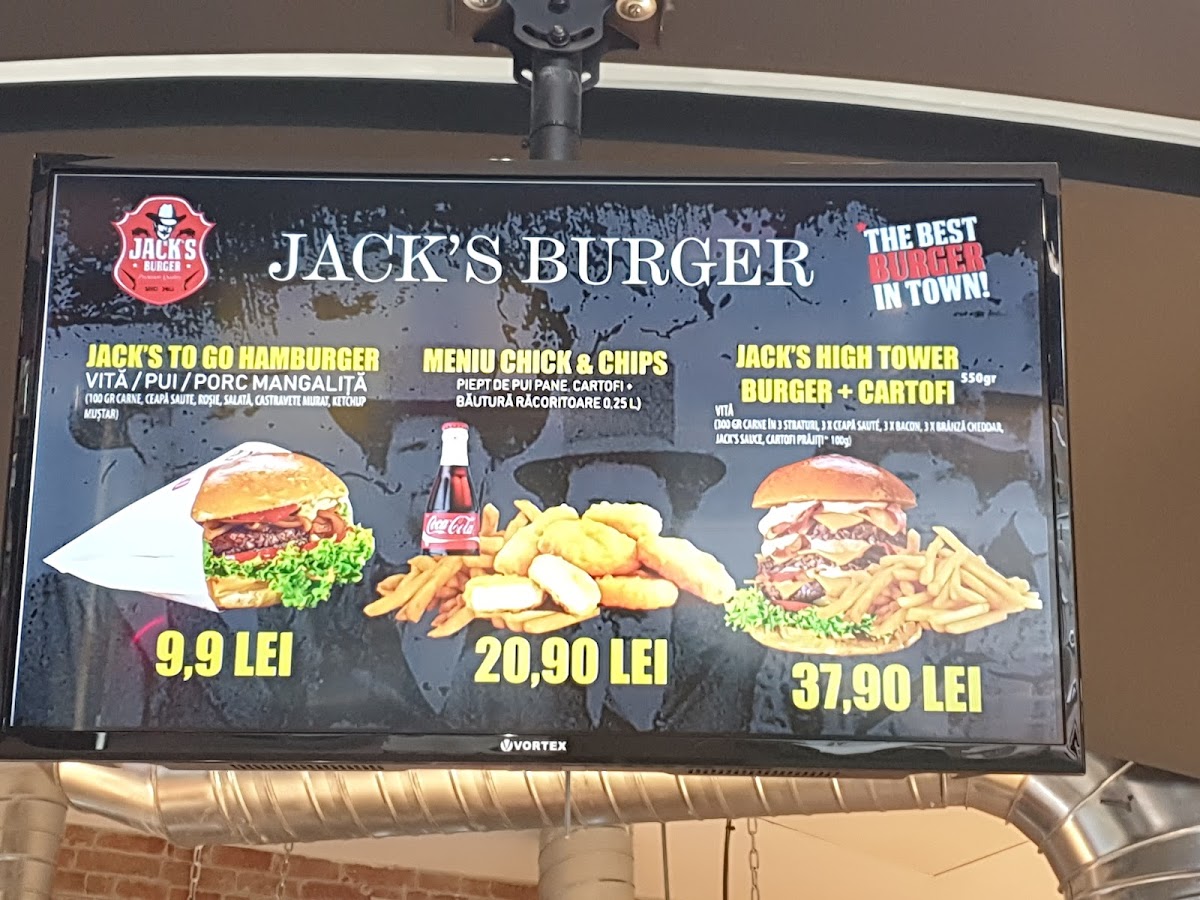 JACK'S
BURGER
Premium Quality
JACK'S BURGER
*THE BEST
BURGER
IN TOWN!
JACK'S TO GO HAMBURGER
VITĂ / PUI / PORC MANGALIȚĂ
(100 GR CARNE, CEAPĂ SAUTE, ROȘIE, SALATĂ, CASTRAVETE MURAT, KETCHUP
MUȘTAR)
9,9 LEI
MENIU CHICK & CHIPS
PIEPT DE PUI PANE, CARTOFI +
BĂUTURĂ RĂCORITOARE 0,25 L)
Coca-Cola
20,90 LEI
JACK'S HIGH TOWER
BURGER + CARTOFI 550gr
VITĂ
(300 GR CARNE ÎN 3 STRATURI, 3 X CEAPĂ SAUTÉ, 3 X BACON, 3 X BRÂNZĂ CHEDDAR,
JACK'S SAUCE, CARTOFI PRĂJIȚI* 100g)
37,90 LEI
VORTEX